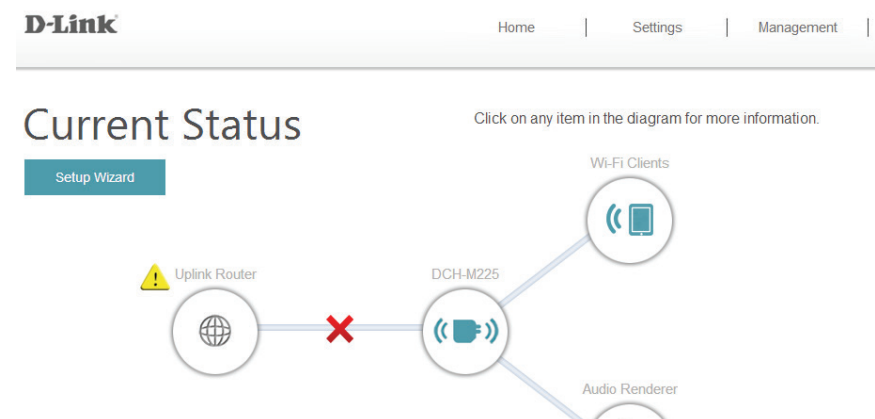 D-Link
Home | Settings | Management |
Current Status
Click on any item in the diagram for more information.
Setup Wizard
Wi-Fi Clients
Uplink Router
DCH-M225
Audio Renderer